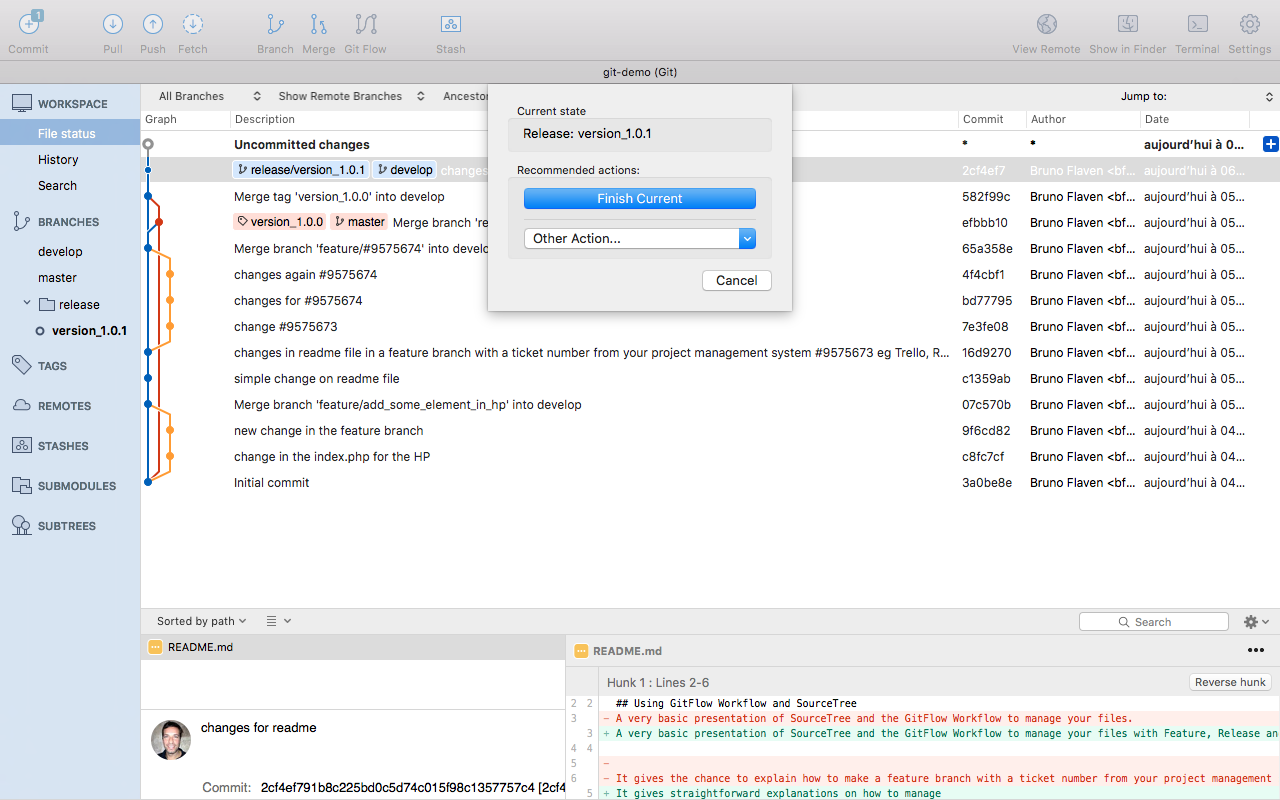 1
Commit Pull Push Fetch Branch Merge Git Flow Stash View Remote Show in Finder Terminal Settings
git-demo (Git)
WORKSPACE
File status
History
Search
BRANCHES
develop
master
release
version_1.0.1
TAGS
REMOTES
STASHES
SUBMODULES
SUBTREES
All Branches Show Remote Branches Jump to:
Graph Description Commit Author Date
Uncommitted changes * * aujourd'hui à 0...
release/version_1.0.1 develop 2cf4ef7 Bruno Flaven <bf... aujourd'hui à 06...
Merge tag 'version_1.0.0' into develop 582f99c Bruno Flaven <bf... aujourd'hui à 05...
version_1.0.0 master Merge branch 're efbbb10 Bruno Flaven <bf... aujourd'hui à 05...
Merge branch 'feature/#9575674' into develo 65a358e Bruno Flaven <bf... aujourd'hui à 05...
changes again #9575674 4f4cbf1 Bruno Flaven <bf... aujourd'hui à 05...
changes for #9575674 bd77795 Bruno Flaven <bf... aujourd'hui à 05...
change #9575673 7e3fe08 Bruno Flaven <bf... aujourd'hui à 05...
changes in readme file in a feature branch with a ticket number from your project management system #9575673 eg Trello, R... 16d9270 Bruno Flaven <bf... aujourd'hui à 05...
simple change on readme file c1359ab Bruno Flaven <bf... aujourd'hui à 05...
Merge branch 'feature/add_some_element_in_hp' into develop 07c570b Bruno Flaven <bf... aujourd'hui à 05...
new change in the feature branch 9f6cd82 Bruno Flaven <bf... aujourd'hui à 04...
change in the index.php for the HP c8fc7cf Bruno Flaven <bf... aujourd'hui à 04...
Initial commit 3a0be8e Bruno Flaven <bf... aujourd'hui à 04...
Current state
Release: version_1.0.1
Recommended actions:
Finish Current
Other Action...
Cancel
Sorted by path Search
README.md
changes for readme
Commit: 2cf4ef791b8c225bd0c5d74c015f98c1357757c4 [2cf4
README.md
Hunk 1 : Lines 2-6 Reverse hunk
2 2 ## Using GitFlow Workflow and SourceTree
3 - A very basic presentation of SourceTree and the GitFlow Workflow to manage your files.
3 + A very basic presentation of SourceTree and the GitFlow Workflow to manage your files with Feature, Release an
4 4
5 -
6 - It gives the chance to explain how to make a feature branch with a ticket number from your project management
5 + It gives straightforward explanations on how to manage